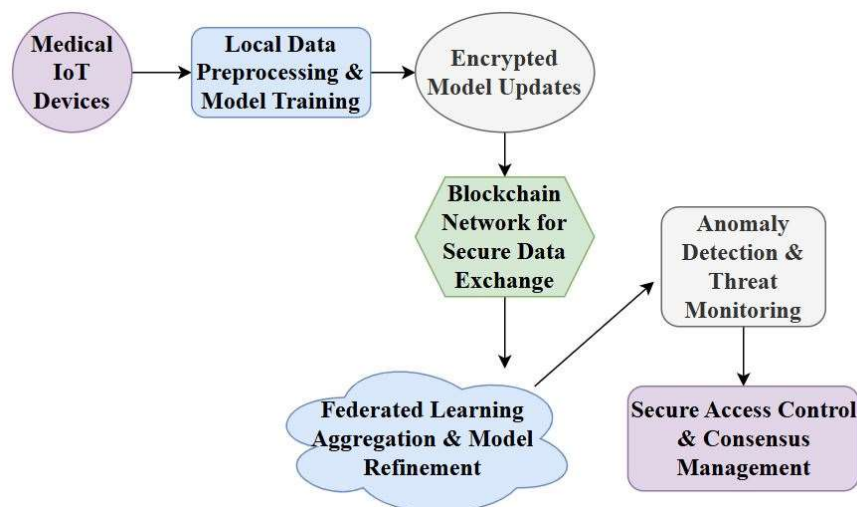 Medical
IoT
Devices
Local Data
Preprocessing &
Model Training
Encrypted
Model Updates
Blockchain
Network for
Secure Data
Exchange
Anomaly
Detection &
Threat
Monitoring
Federated Learning
Aggregation & Model
Refinement
Secure Access Control
& Consensus
Management